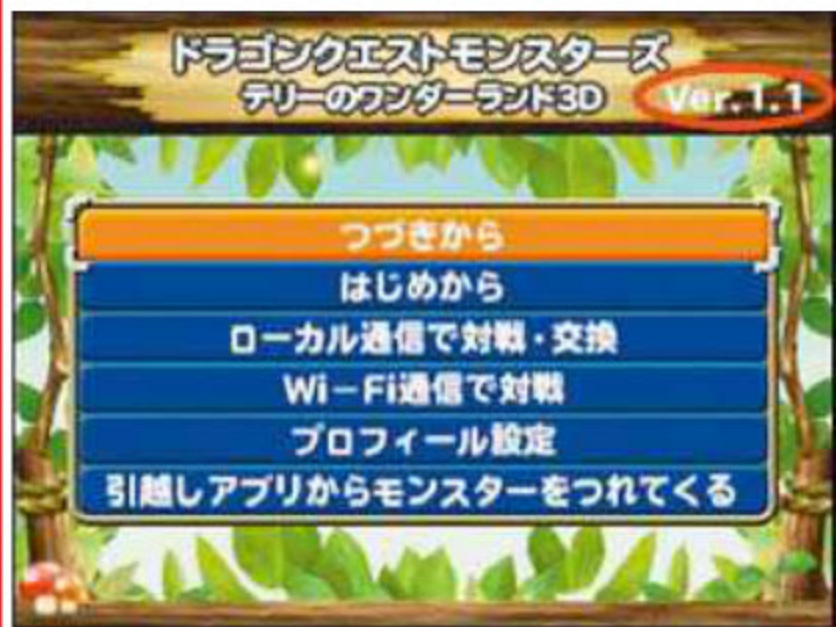 ドラゴンクエストモンスターズ
テリーのワンダーランド3D
Ver.1.1
つづきから
はじめから
ローカル通信で対戦・交換
Wi-Fi通信で対戦
プロフィール設定
引越しアプリからモンスターをつれてくる